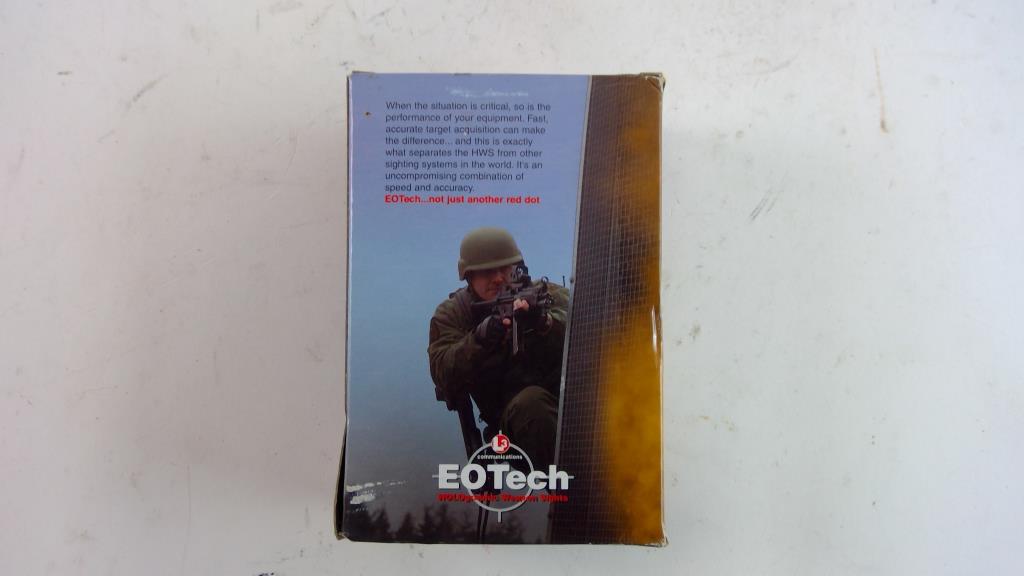 When the situation is critical, so is the
performance of your equipment. Fast,
accurate target acquisition can make
the difference... and this is exactly
what separates the HWS from other
sighting systems in the world. It's an
uncompromising combination of
speed and accuracy.
EOTech...not just another red dot
L3
communications
EOTech
HOLOgraphic Weapon Sights